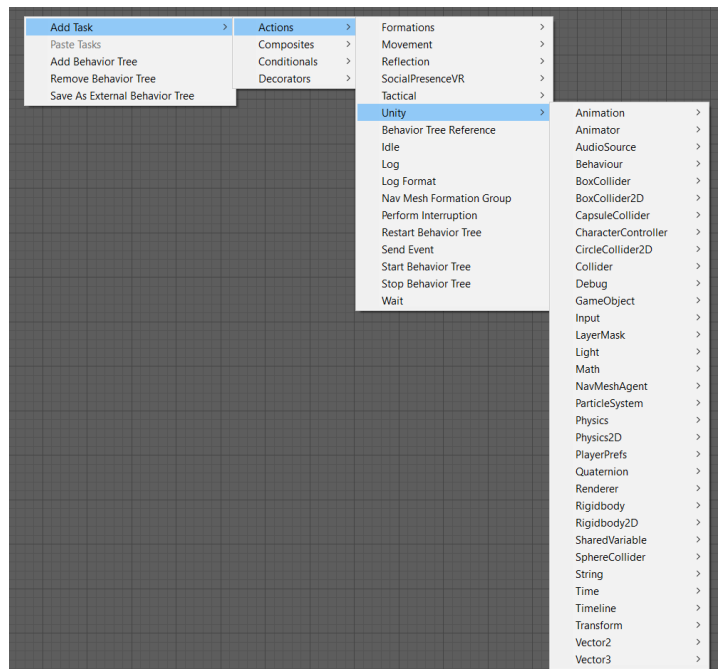 Add Task
Paste Tasks
Add Behavior Tree
Remove Behavior Tree
Save As External Behavior Tree
Actions
Composites
Conditionals
Decorators
Formations
Movement
Reflection
SocialPresenceVR
Tactical
Unity
Behavior Tree Reference
Idle
Log
Log Format
Nav Mesh Formation Group
Perform Interruption
Restart Behavior Tree
Send Event
Start Behavior Tree
Stop Behavior Tree
Wait
Animation
Animator
AudioSource
Behaviour
BoxCollider
BoxCollider2D
CapsuleCollider
CharacterController
CircleCollider2D
Collider
Debug
GameObject
Input
LayerMask
Light
Math
NavMeshAgent
ParticleSystem
Physics
Physics2D
PlayerPrefs
Quaternion
Renderer
Rigidbody
Rigidbody2D
SharedVariable
SphereCollider
String
Time
Timeline
Transform
Vector2
Vector3